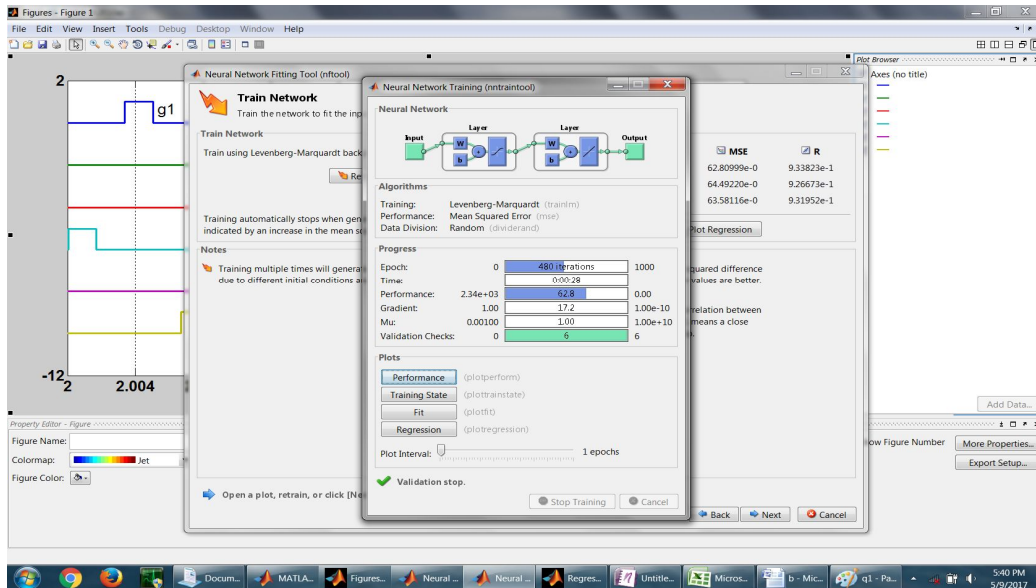 Figures - Figure 1
File Edit View Insert Tools Debug Desktop Window Help
Plot Browser
Axes (no title)
2
g1
-12
2 2.004
Neural Network Fitting Tool (nftool)
Train Network
Train the network to fit the inp
Train Network
Train using Levenberg-Marquardt back
Re
Training automatically stops when gen
indicated by an increase in the mean s
Notes
Training multiple times will genera
due to different initial conditions a
MSE R
62.80999e-0 9.33823e-1
64.49220e-0 9.26673e-1
63.58116e-0 9.31952e-1
Plot Regression
quared difference
values are better.
relation between
means a close
Open a plot, retrain, or click [Ne
Back Next Cancel
Neural Network Training (nntraintool)
Neural Network
Input Layer Layer Output
W W
b b
Algorithms
Training: Levenberg-Marquardt (trainlm)
Performance: Mean Squared Error (mse)
Data Division: Random (dividerand)
Progress
Epoch: 0 480 iterations 1000
Time: 0:00:28
Performance: 2.34e+03 62.8 0.00
Gradient: 1.00 17.2 1.00e-10
Mu: 0.00100 1.00 1.00e+10
Validation Checks: 0 6 6
Plots
Performance (plotperform)
Training State (plottrainstate)
Fit (plotfit)
Regression (plotregression)
Plot Interval: 1 epochs
Validation stop.
Stop Training Cancel
Add Data...
Property Editor - Figure
Figure Name:
Colormap: Jet
Figure Color:
ow Figure Number More Properties...
Export Setup...
Docum... MATLA... Figures... Neural ... Neural ... Regres... Untitle... Micros... b - Mic... q1 - Pa...
5:40 PM
5/9/2017